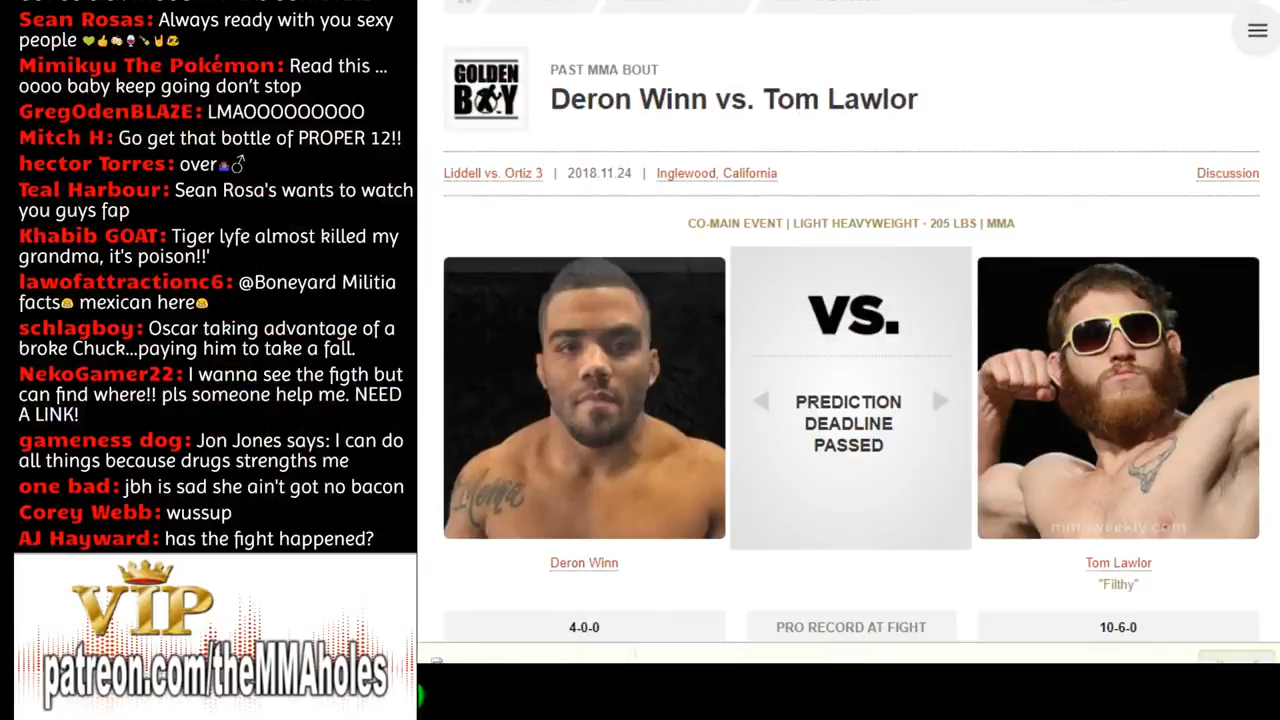 Sean Rosas: Always ready with you sexy
people 💚👍🍻🍷🎸🤘🤼
Mimikyu The Pokémon: Read this ...
oooo baby keep going don’t stop
GregOdenBLAZE: LMAOOOOOOOOO
Mitch H: Go get that bottle of PROPER 12!!
hector Torres: over
Teal Harbour: Sean Rosa's wants to watch
you guys fap
Khabib GOAT: Tiger lyfe almost killed my
grandma, it's poison!!'
lawofattractionc6: @Boneyard Militia
facts mexican here
schlagboy: Oscar taking advantage of a
broke Chuck...paying him to take a fall.
NekoGamer22: I wanna see the figth but
can find where!! pls someone help me. NEED
A LINK!
gameness dog: Jon Jones says: I can do
all things because drugs strengths me
one bad: jbh is sad she ain't got no bacon
Corey Webb: wussup
AJ Hayward: has the fight happened?
VIP
patreon.com/theMMAholes
GOLDEN
BOY
PAST MMA BOUT
Deron Winn vs. Tom Lawlor
Liddell vs. Ortiz 3 | 2018.11.24 | Inglewood, California
Discussion
CO-MAIN EVENT | LIGHT HEAVYWEIGHT · 205 LBS | MMA
VS.
PREDICTION
DEADLINE
PASSED
mmaweekly.com
Deron Winn
Tom Lawlor
"Filthy"
4-0-0
PRO RECORD AT FIGHT
10-6-0